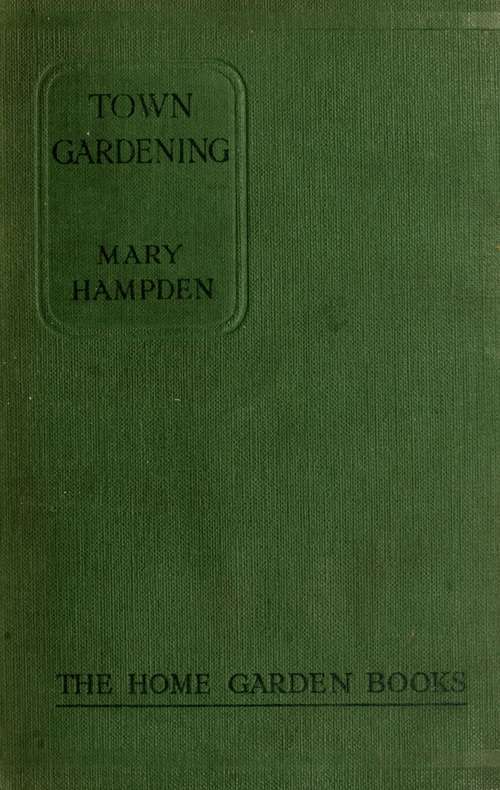 TOWN
GARDENING
MARY
HAMPDEN
THE HOME GARDEN BOOKS